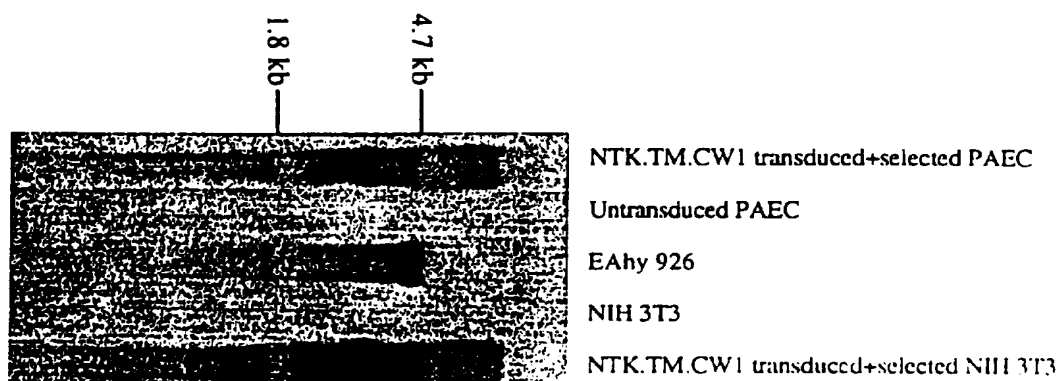 1.8 kb
4.7 kb
NTK.TM.CW1 transduced+selected PAEC
Untransduced PAEC
EAhy 926
NIH 3T3
NTK.TM.CW1 transduced+selected NIH 3T3